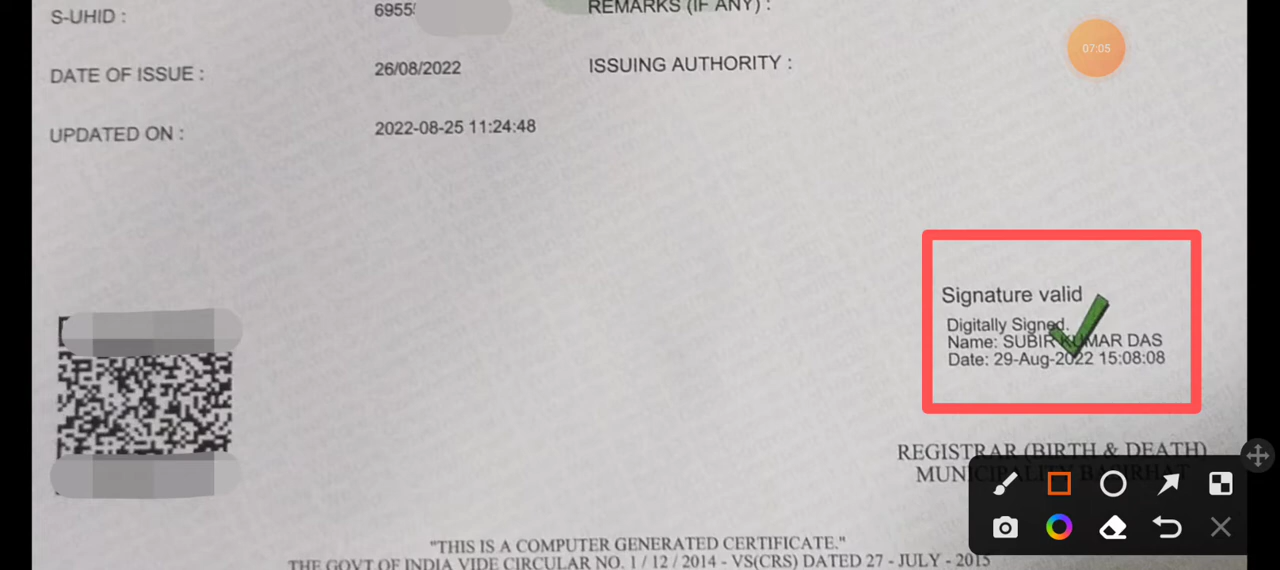 S-UHID : 6955 REMARKS (IF ANY) :
DATE OF ISSUE : 26/08/2022 ISSUING AUTHORITY :
UPDATED ON : 2022-08-25 11:24:48
07:05
Signature valid
Digitally Signed.
Name: SUBIR KUMAR DAS
Date: 29-Aug-2022 15:08:08
REGISTRAR (BIRTH & DEATH)
MUNICIPALITY BASIRHAT
"THIS IS A COMPUTER GENERATED CERTIFICATE."
THE GOVT OF INDIA VIDE CIRCULAR NO. 1 / 12 / 2014 - VS(CRS) DATED 27 - JULY - 2015